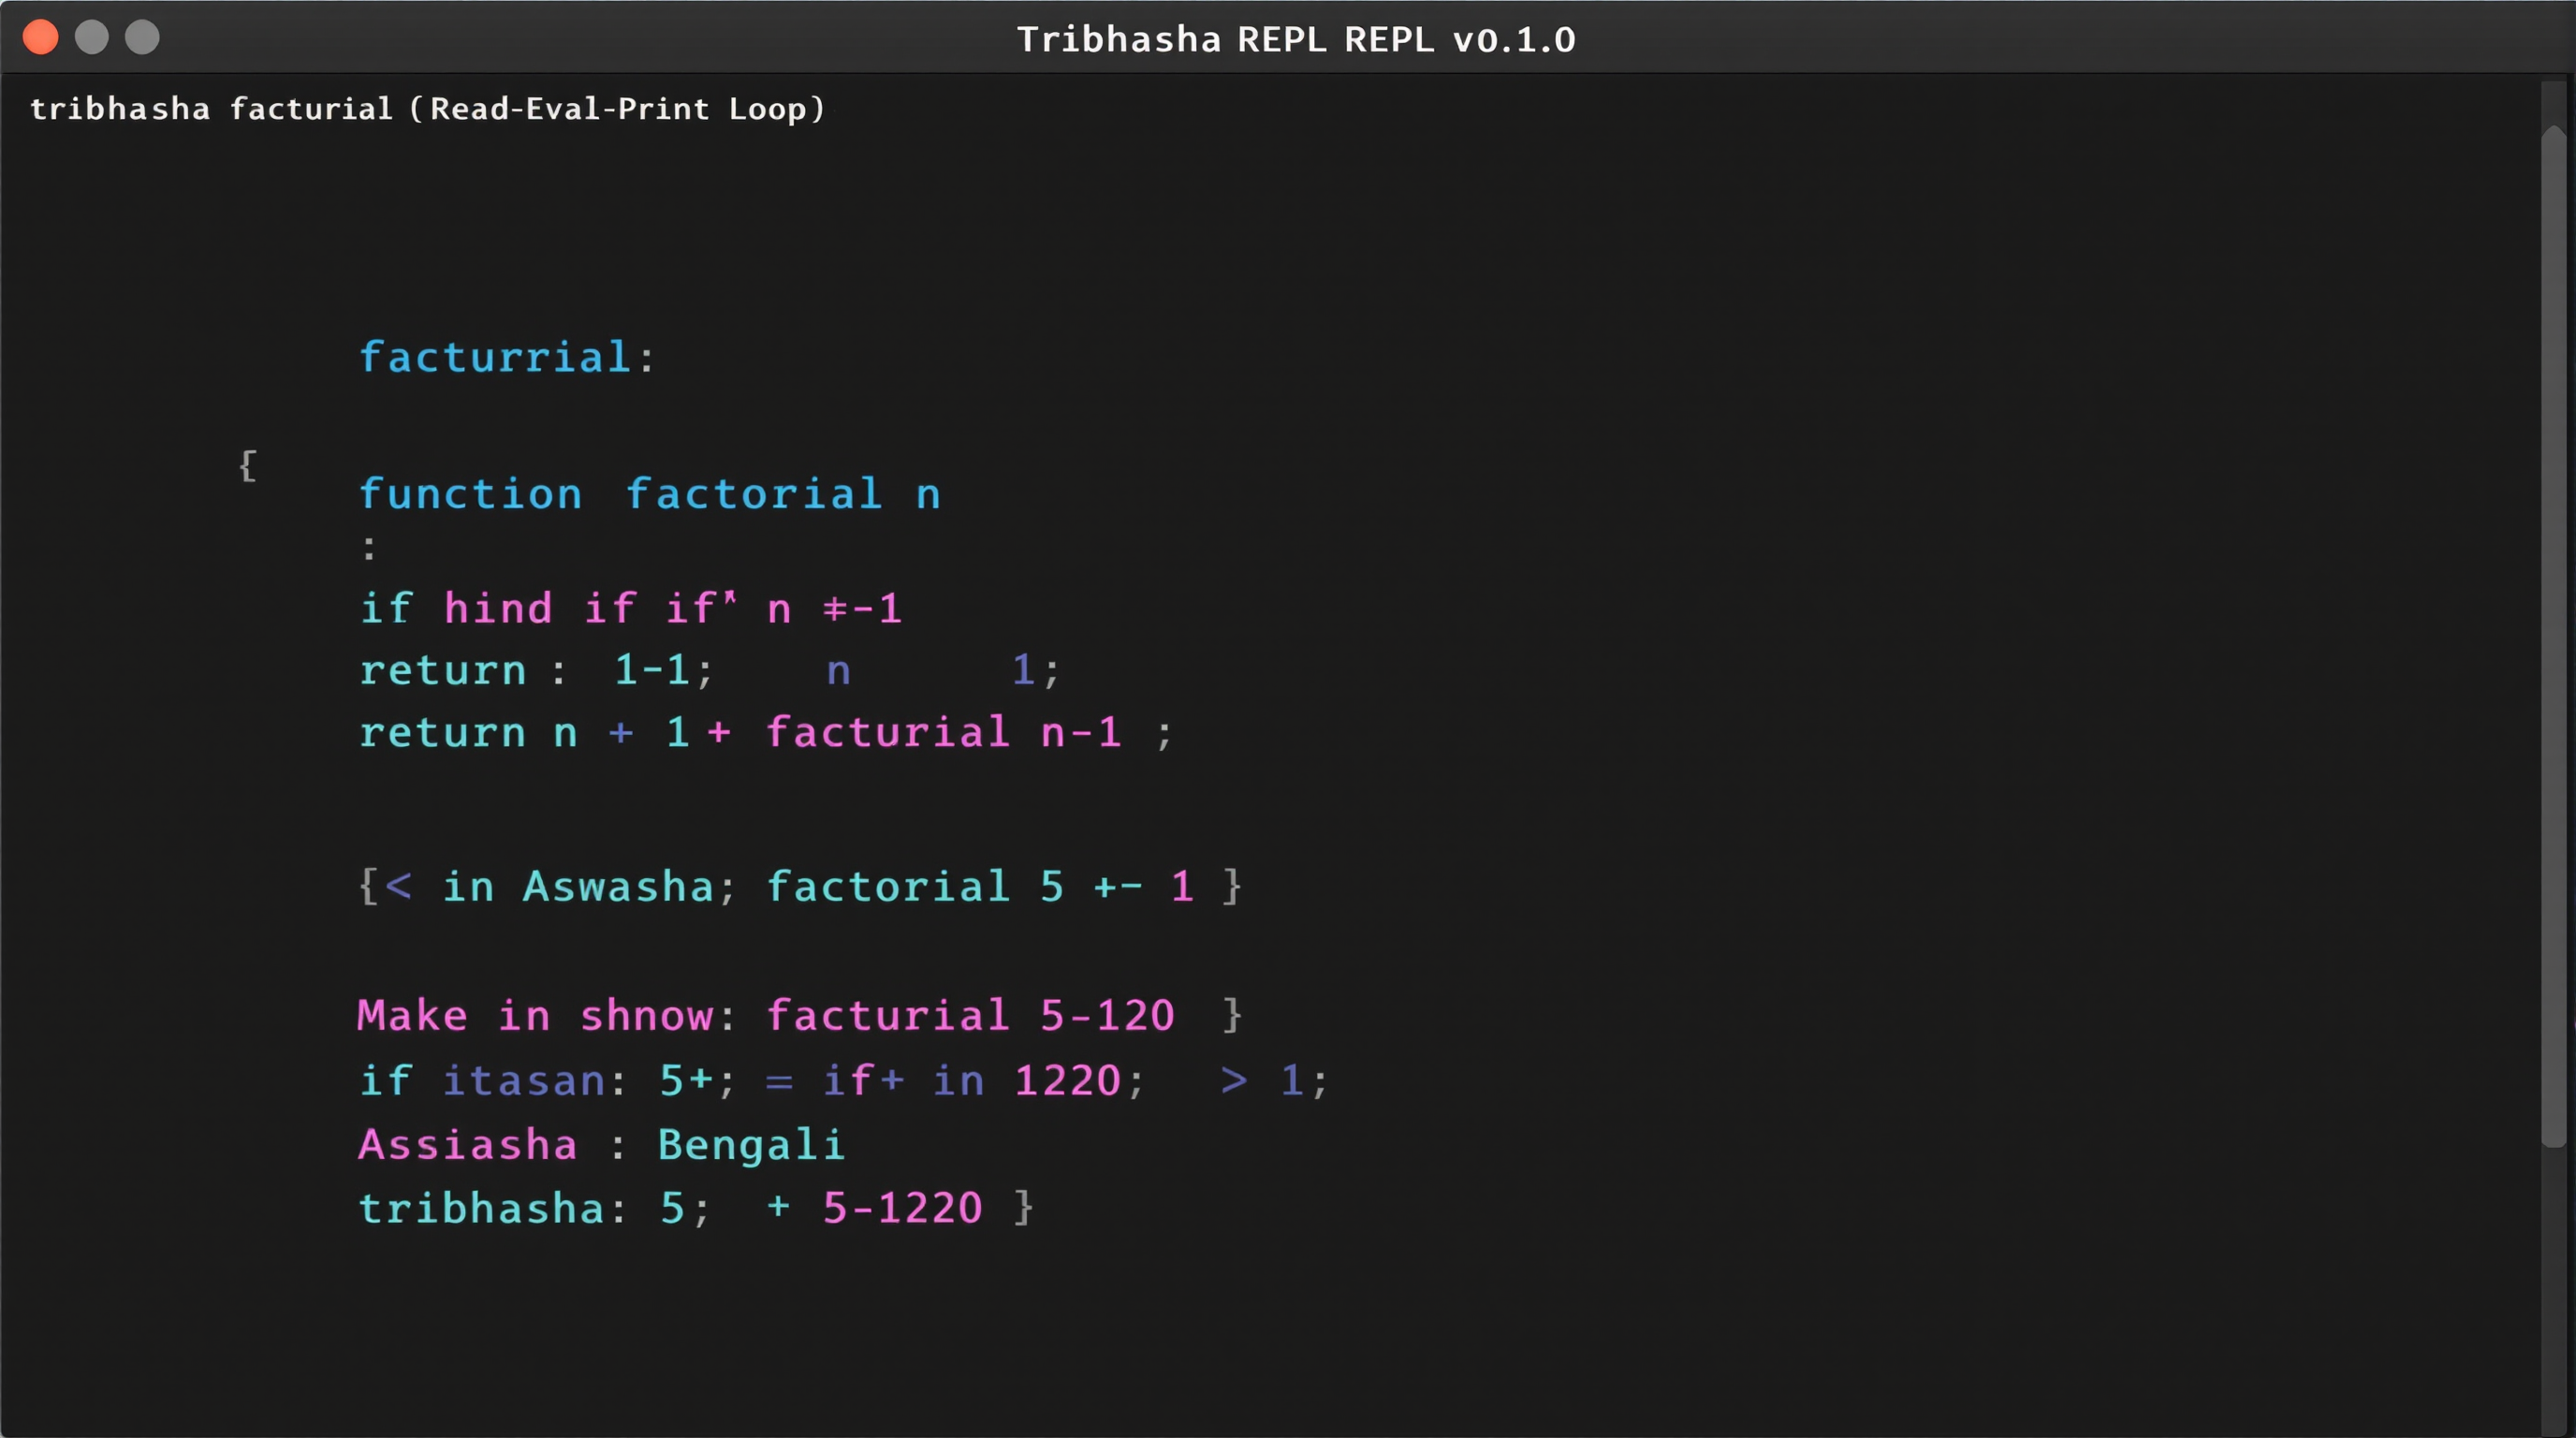 Tribhasha REPL REPL v0.1.0
tribhasha facturial (Read-Eval-Print Loop)
facturrial:
{
function factorial n
:
if hind if if n ≠-1
return : 1-1; n 1;
return n + 1 + facturial n-1 ;
{< in Aswasha; factorial 5 +- 1 }
Make in shnow: facturial 5-120 }
if itasan: 5+; = if+ in 1220; > 1;
Assiasha : Bengali
tribhasha: 5; + 5-1220 }